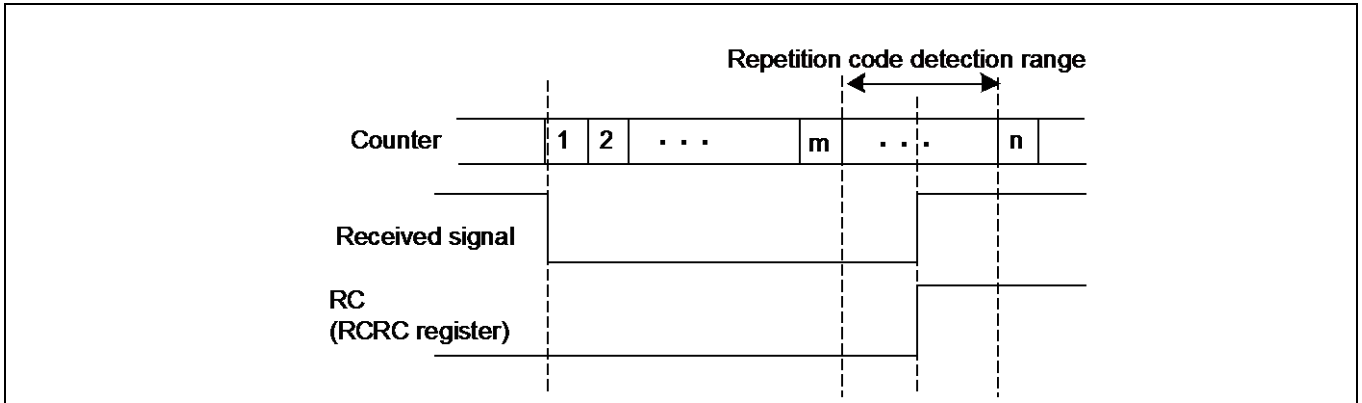 Repetition code detection range
Counter 1 2 · · · m · · · n
Received signal
RC
(RCRC register)